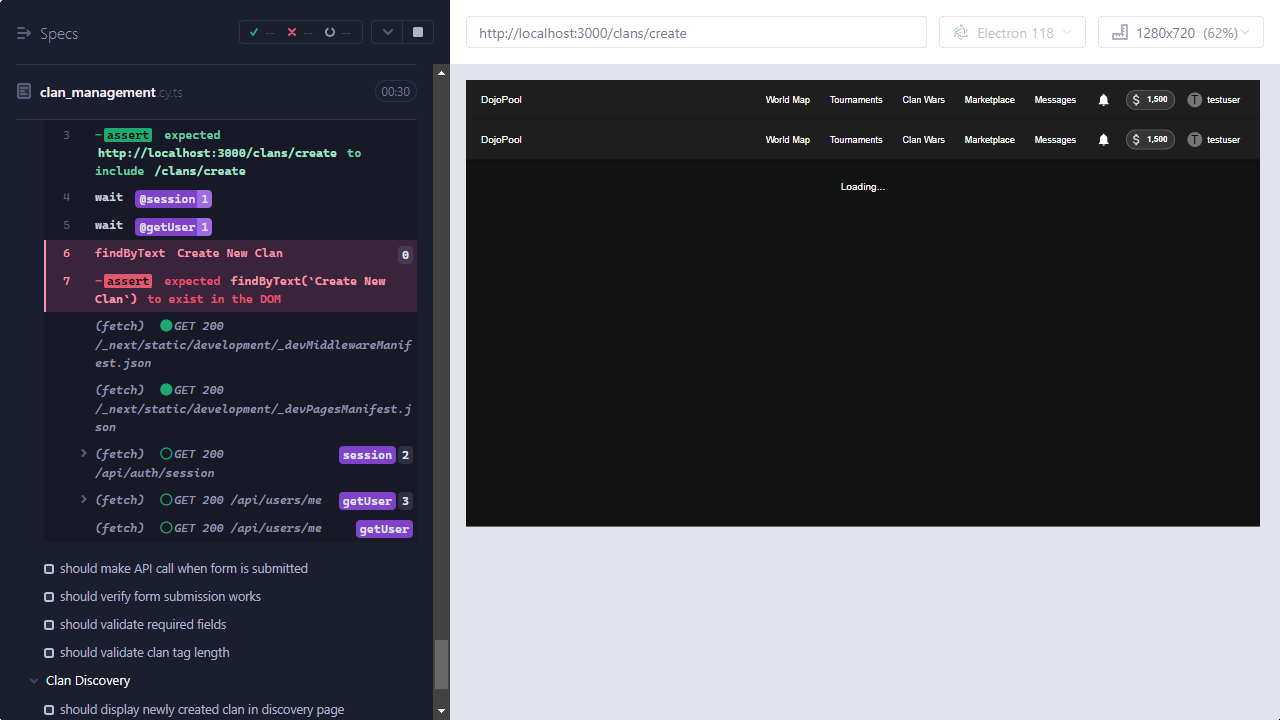 Specs
-- -- --
clan_management.cy.ts 00:30
3 -assert expected
http://localhost:3000/clans/create to
include /clans/create
4 wait @session 1
5 wait @getUser 1
6 findByText Create New Clan 0
7 -assert expected findByText(`Create New
Clan`) to exist in the DOM
(fetch) GET 200
/_next/static/development/_devMiddlewareManif
est.json
(fetch) GET 200
/_next/static/development/_devPagesManifest.j
son
(fetch) GET 200 session 2
/api/auth/session
(fetch) GET 200 /api/users/me getUser 3
(fetch) GET 200 /api/users/me getUser
should make API call when form is submitted
should verify form submission works
should validate required fields
should validate clan tag length
Clan Discovery
should display newly created clan in discovery page
http://localhost:3000/clans/create Electron 118 1280x720 (62%)
DojoPool World Map Tournaments Clan Wars Marketplace Messages $ 1,500 T testuser
DojoPool World Map Tournaments Clan Wars Marketplace Messages $ 1,500 T testuser
Loading...